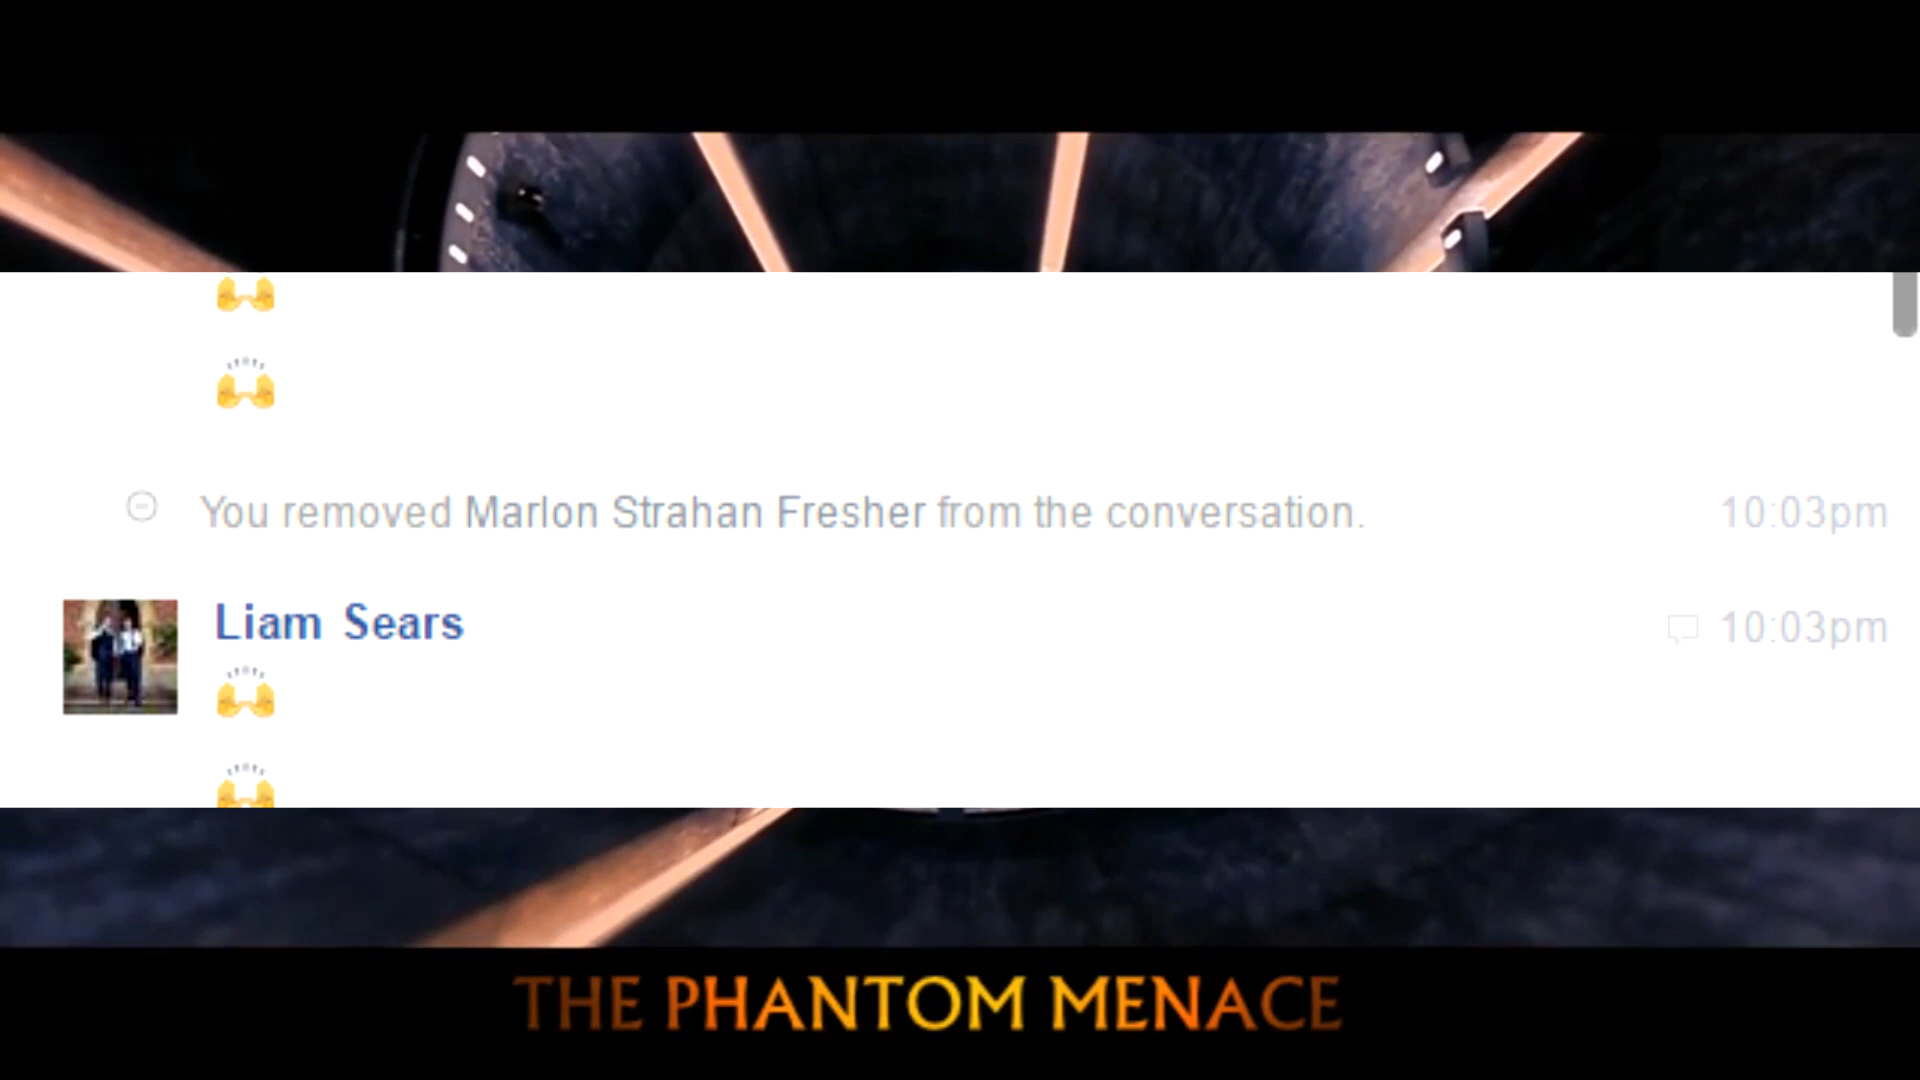 🙌
🙌
You removed Marlon Strahan Fresher from the conversation. 10:03pm
Liam Sears 10:03pm
🙌
🙌
THE PHANTOM MENACE